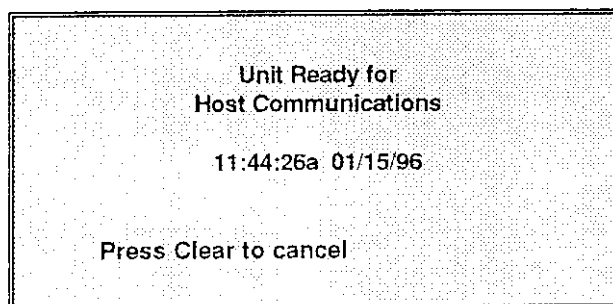 Unit Ready for
Host Communications
11:44:26a 01/15/96
Press Clear to cancel